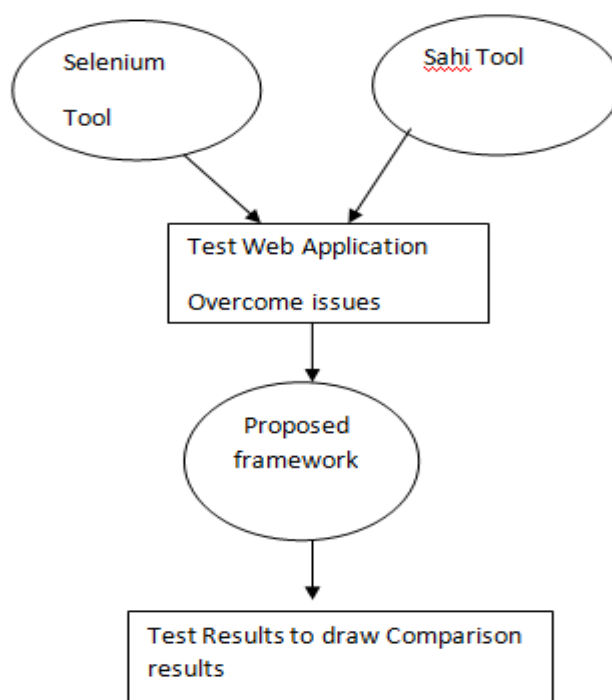 Selenium
Tool
Sahi Tool
Test Web Application
Overcome issues
Proposed
framework
Test Results to draw Comparison
results